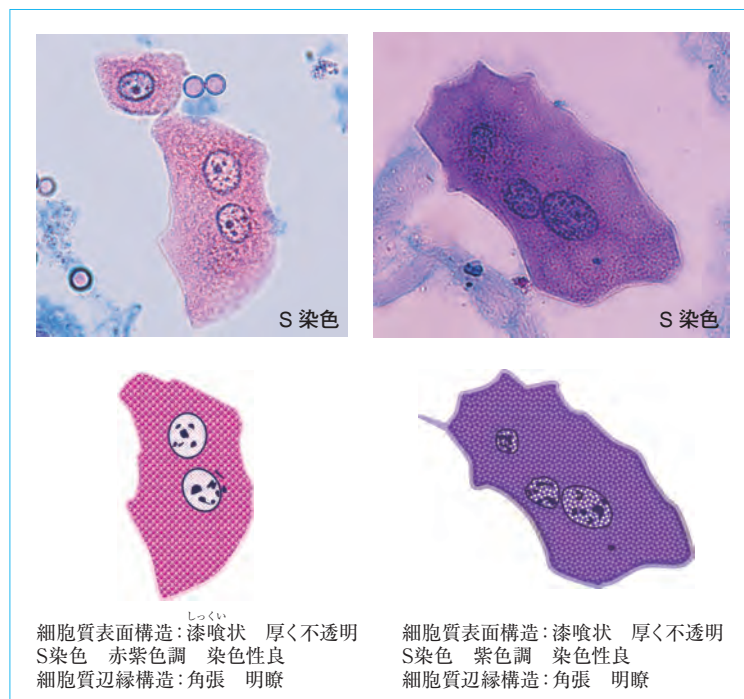 S 染色
S 染色
しっくい
細胞質表面構造:漆喰状 厚く不透明
S染色 赤紫色調 染色性良
細胞質辺縁構造:角張 明瞭
細胞質表面構造:漆喰状 厚く不透明
S染色 紫色調 染色性良
細胞質辺縁構造:角張 明瞭